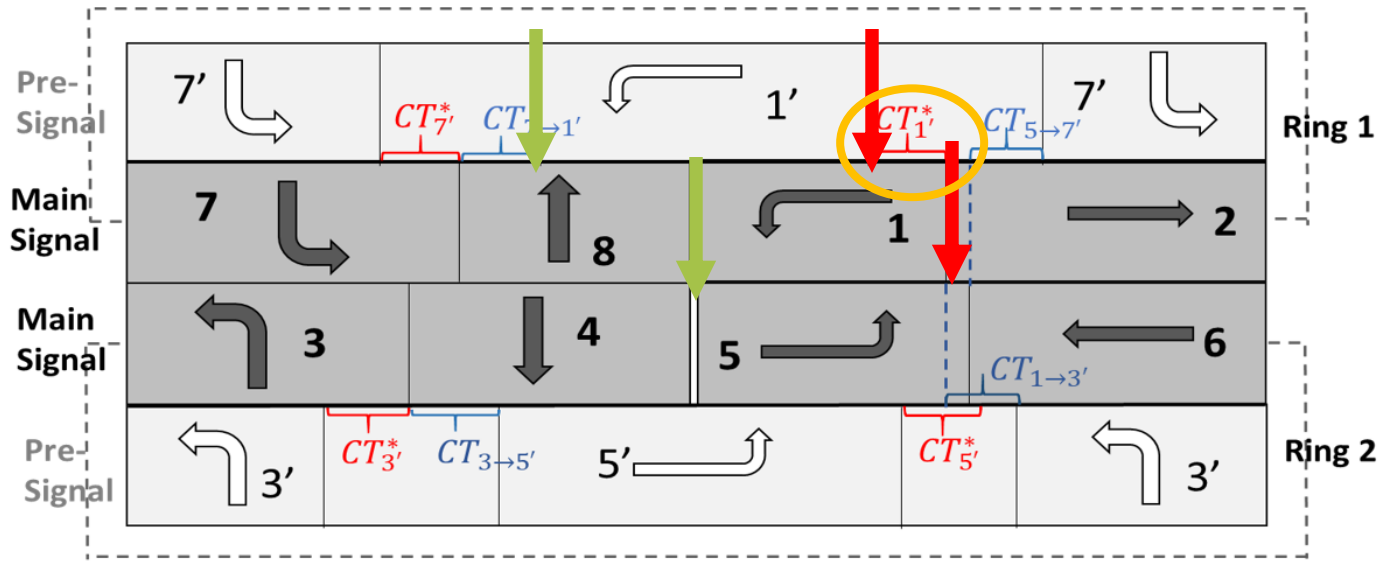 Pre-Signal
7′
1′
7′
Ring 1
CT*7′
CT7→1′
CT*1′
CT5→7′
Main Signal
7
8
1
2
Main Signal
3
4
5
6
CT1→3′
Pre-Signal
3′
CT*3′
CT3→5′
5′
CT*5′
3′
Ring 2